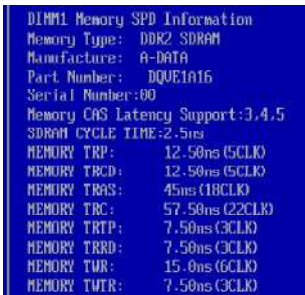 DIMM1 Memory SPD Information
Memory Type: DDR2 SDRAM
Manufacture: A-DATA
Part Number: DQVE1A16
Serial Number:00
Memory CAS Latency Support:3,4,5
SDRAM CYCLE TIME:2.5ns
MEMORY TRP: 12.50ns(5CLK)
MEMORY TRCD: 12.50ns(5CLK)
MEMORY TRAS: 45ns(18CLK)
MEMORY TRC: 57.50ns(22CLK)
MEMORY TRTP: 7.50ns(3CLK)
MEMORY TRRD: 7.50ns(3CLK)
MEMORY TWR: 15.0ns(6CLK)
MEMORY TWTR: 7.50ns(3CLK)